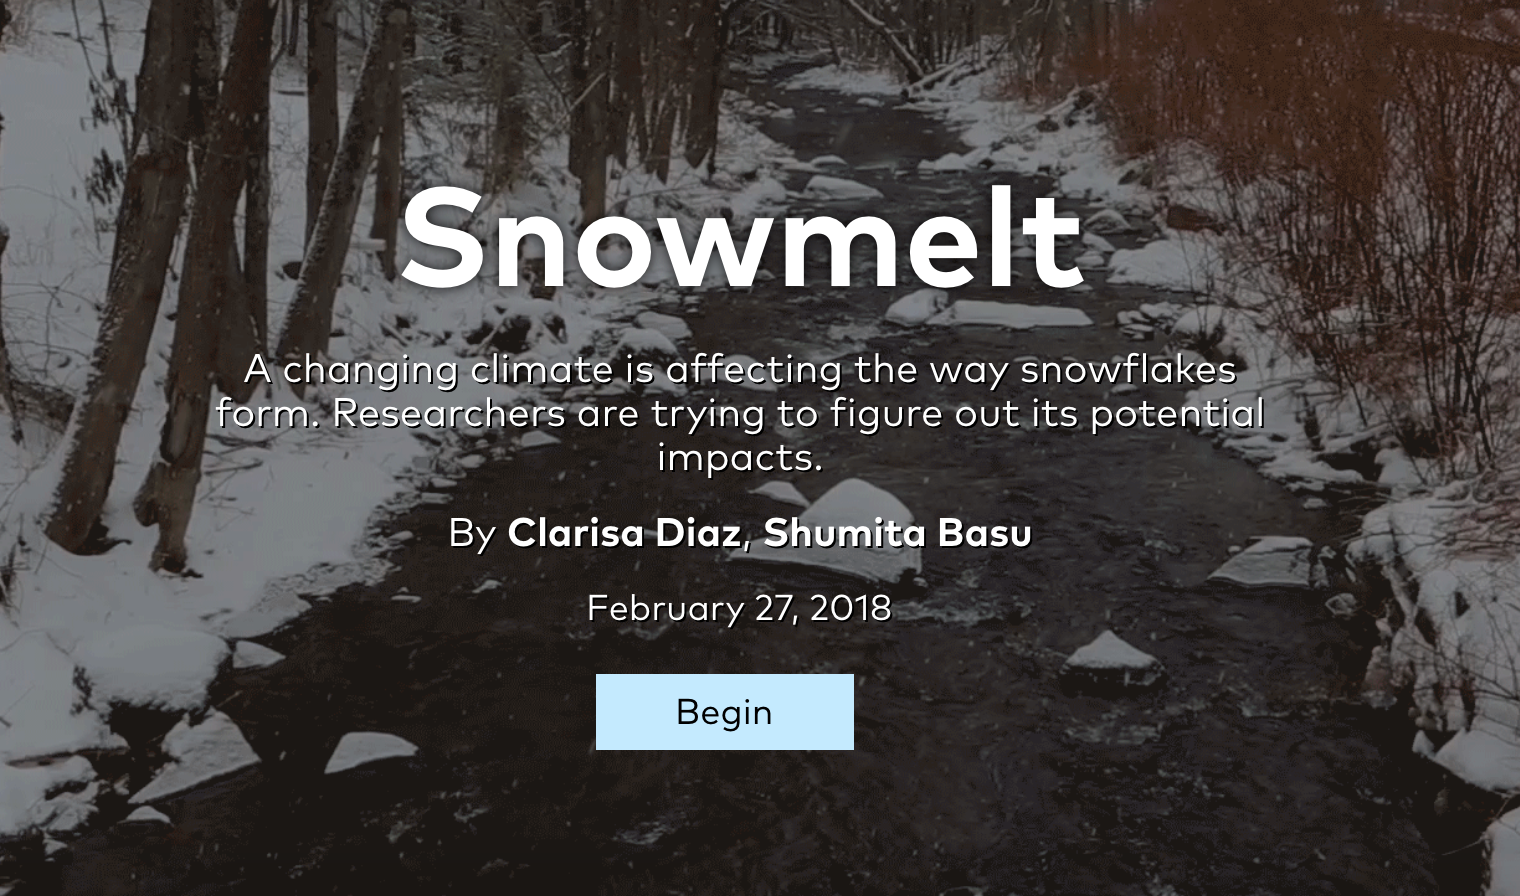 Snowmelt
A changing climate is affecting the way snowflakes
form. Researchers are trying to figure out its potential
impacts.
By Clarisa Diaz, Shumita Basu
February 27, 2018
Begin